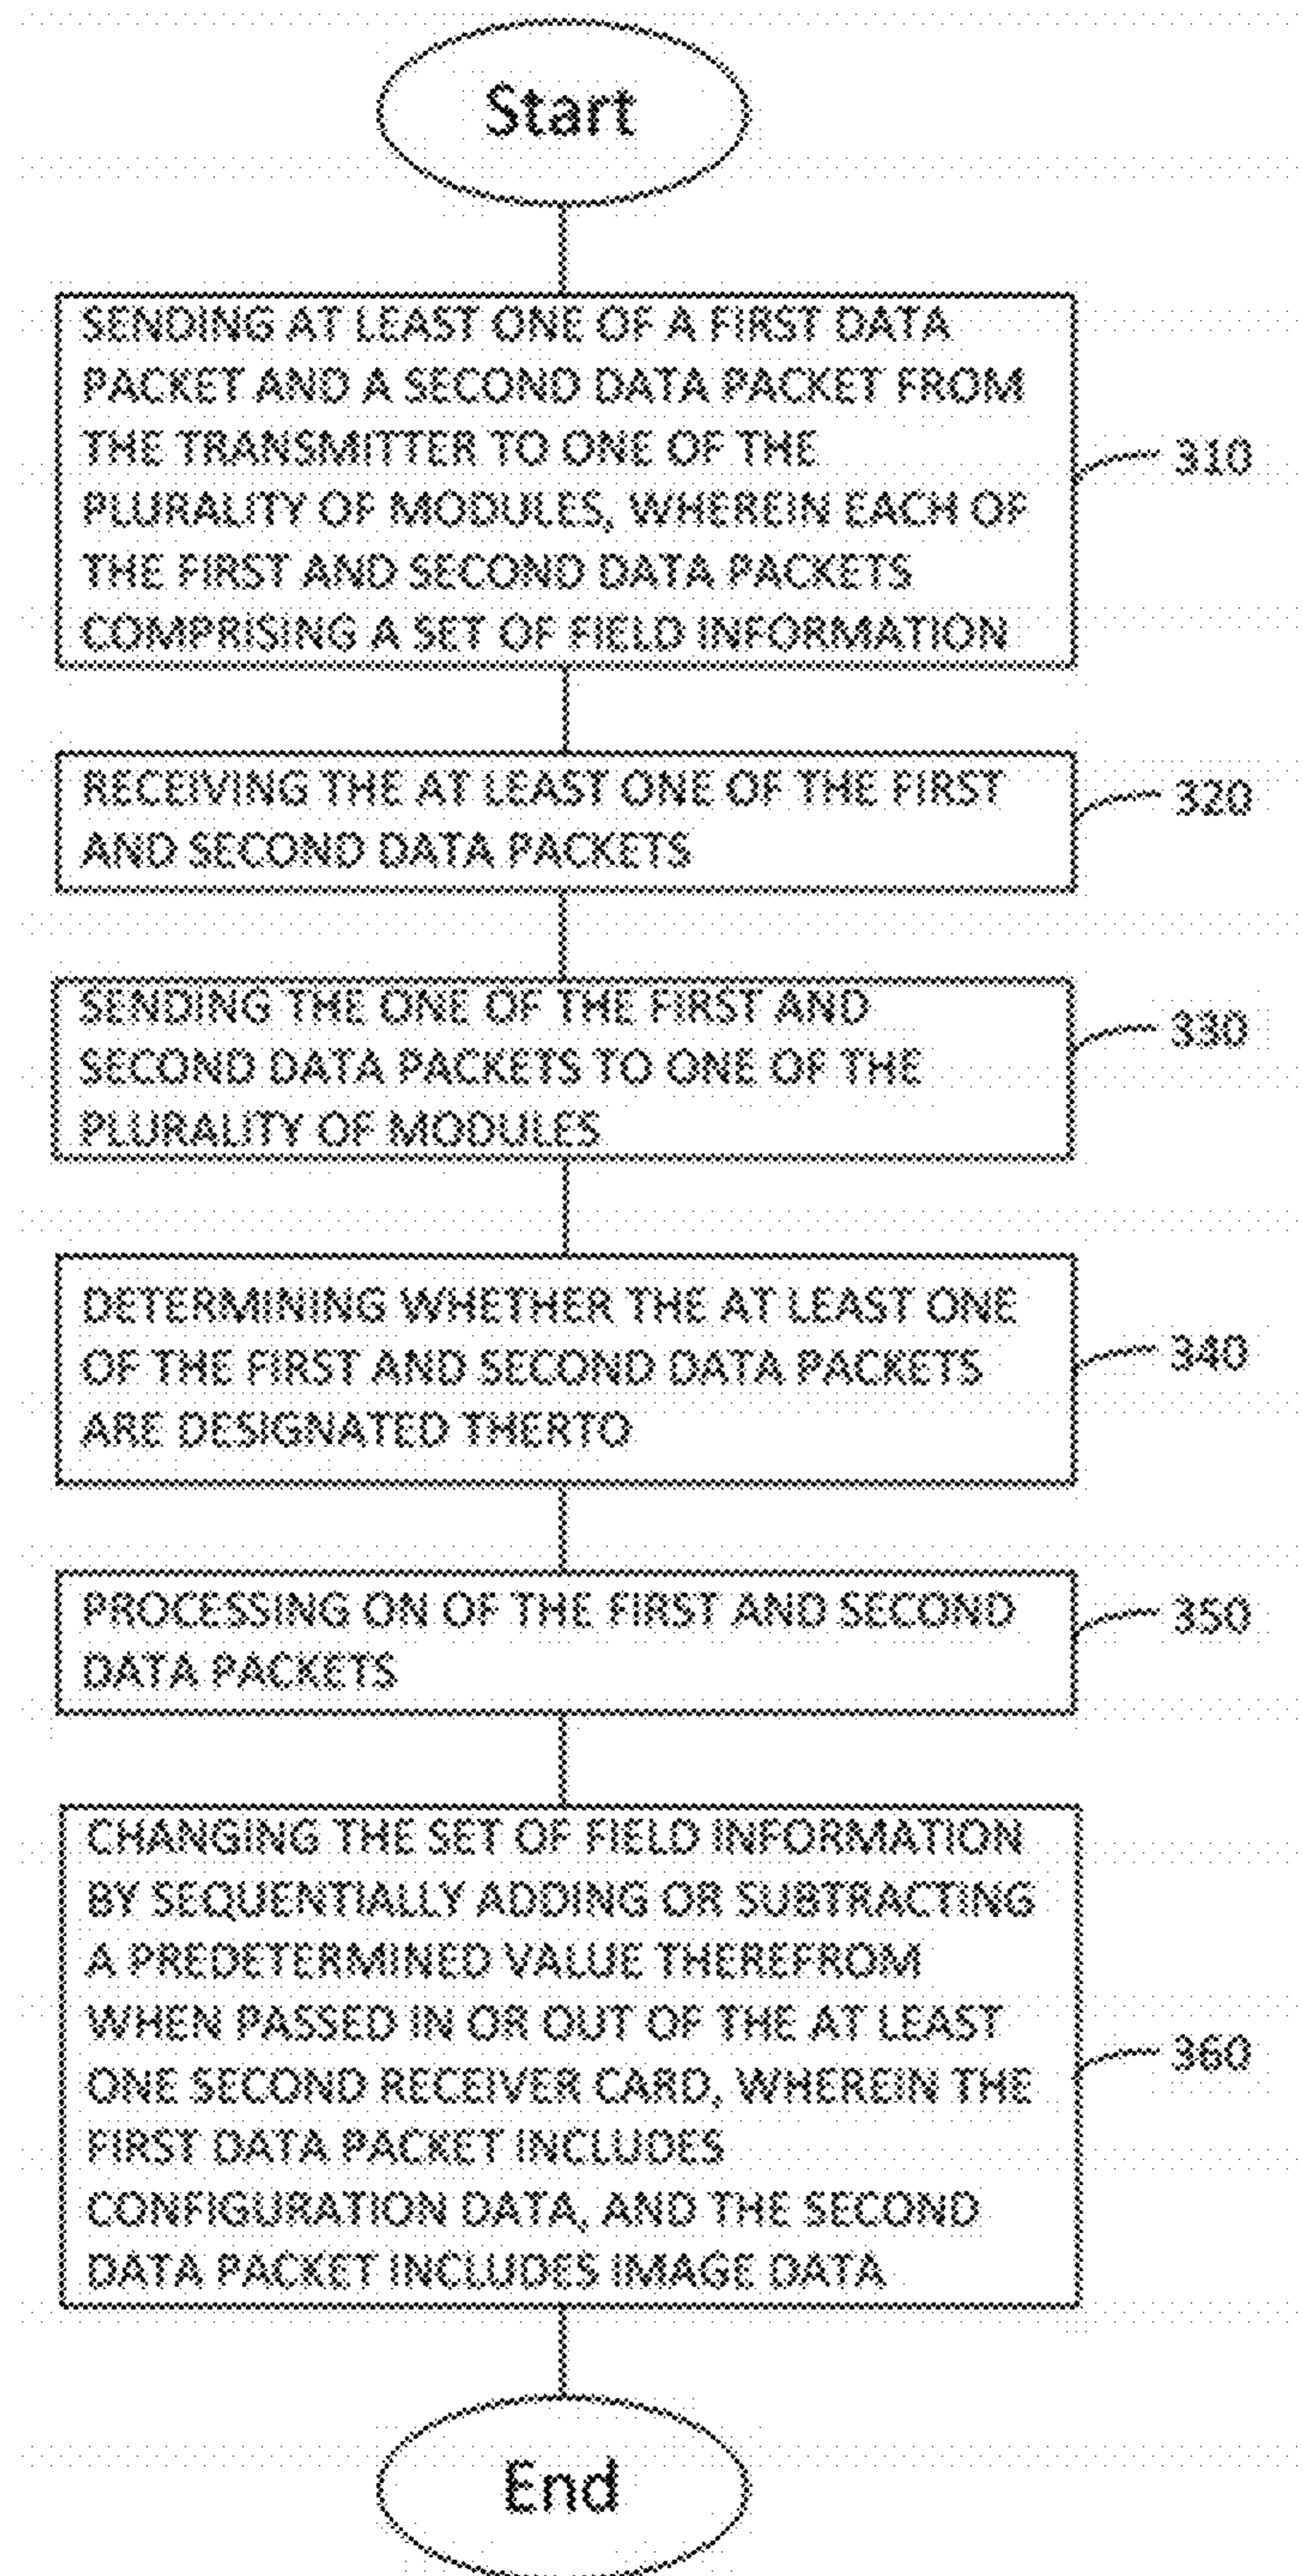 Start
SENDING AT LEAST ONE OF A FIRST DATA
PACKET AND A SECOND DATA PACKET FROM
THE TRANSMITTER TO ONE OF THE
PLURALITY OF MODULES, WHEREIN EACH OF
THE FIRST AND SECOND DATA PACKETS
COMPRISING A SET OF FIELD INFORMATION
310
RECEIVING THE AT LEAST ONE OF THE FIRST
AND SECOND DATA PACKETS
320
SENDING THE ONE OF THE FIRST AND
SECOND DATA PACKETS TO ONE OF THE
PLURALITY OF MODULES
330
DETERMINING WHETHER THE AT LEAST ONE
OF THE FIRST AND SECOND DATA PACKETS
ARE DESIGNATED THERTO
340
PROCESSING ON OF THE FIRST AND SECOND
DATA PACKETS
350
CHANGING THE SET OF FIELD INFORMATION
BY SEQUENTIALLY ADDING OR SUBTRACTING
A PREDETERMINED VALUE THEREFROM
WHEN PASSED IN OR OUT OF THE AT LEAST
ONE SECOND RECEIVER CARD, WHEREIN THE
FIRST DATA PACKET INCLUDES
CONFIGURATION DATA, AND THE SECOND
DATA PACKET INCLUDES IMAGE DATA
360
End